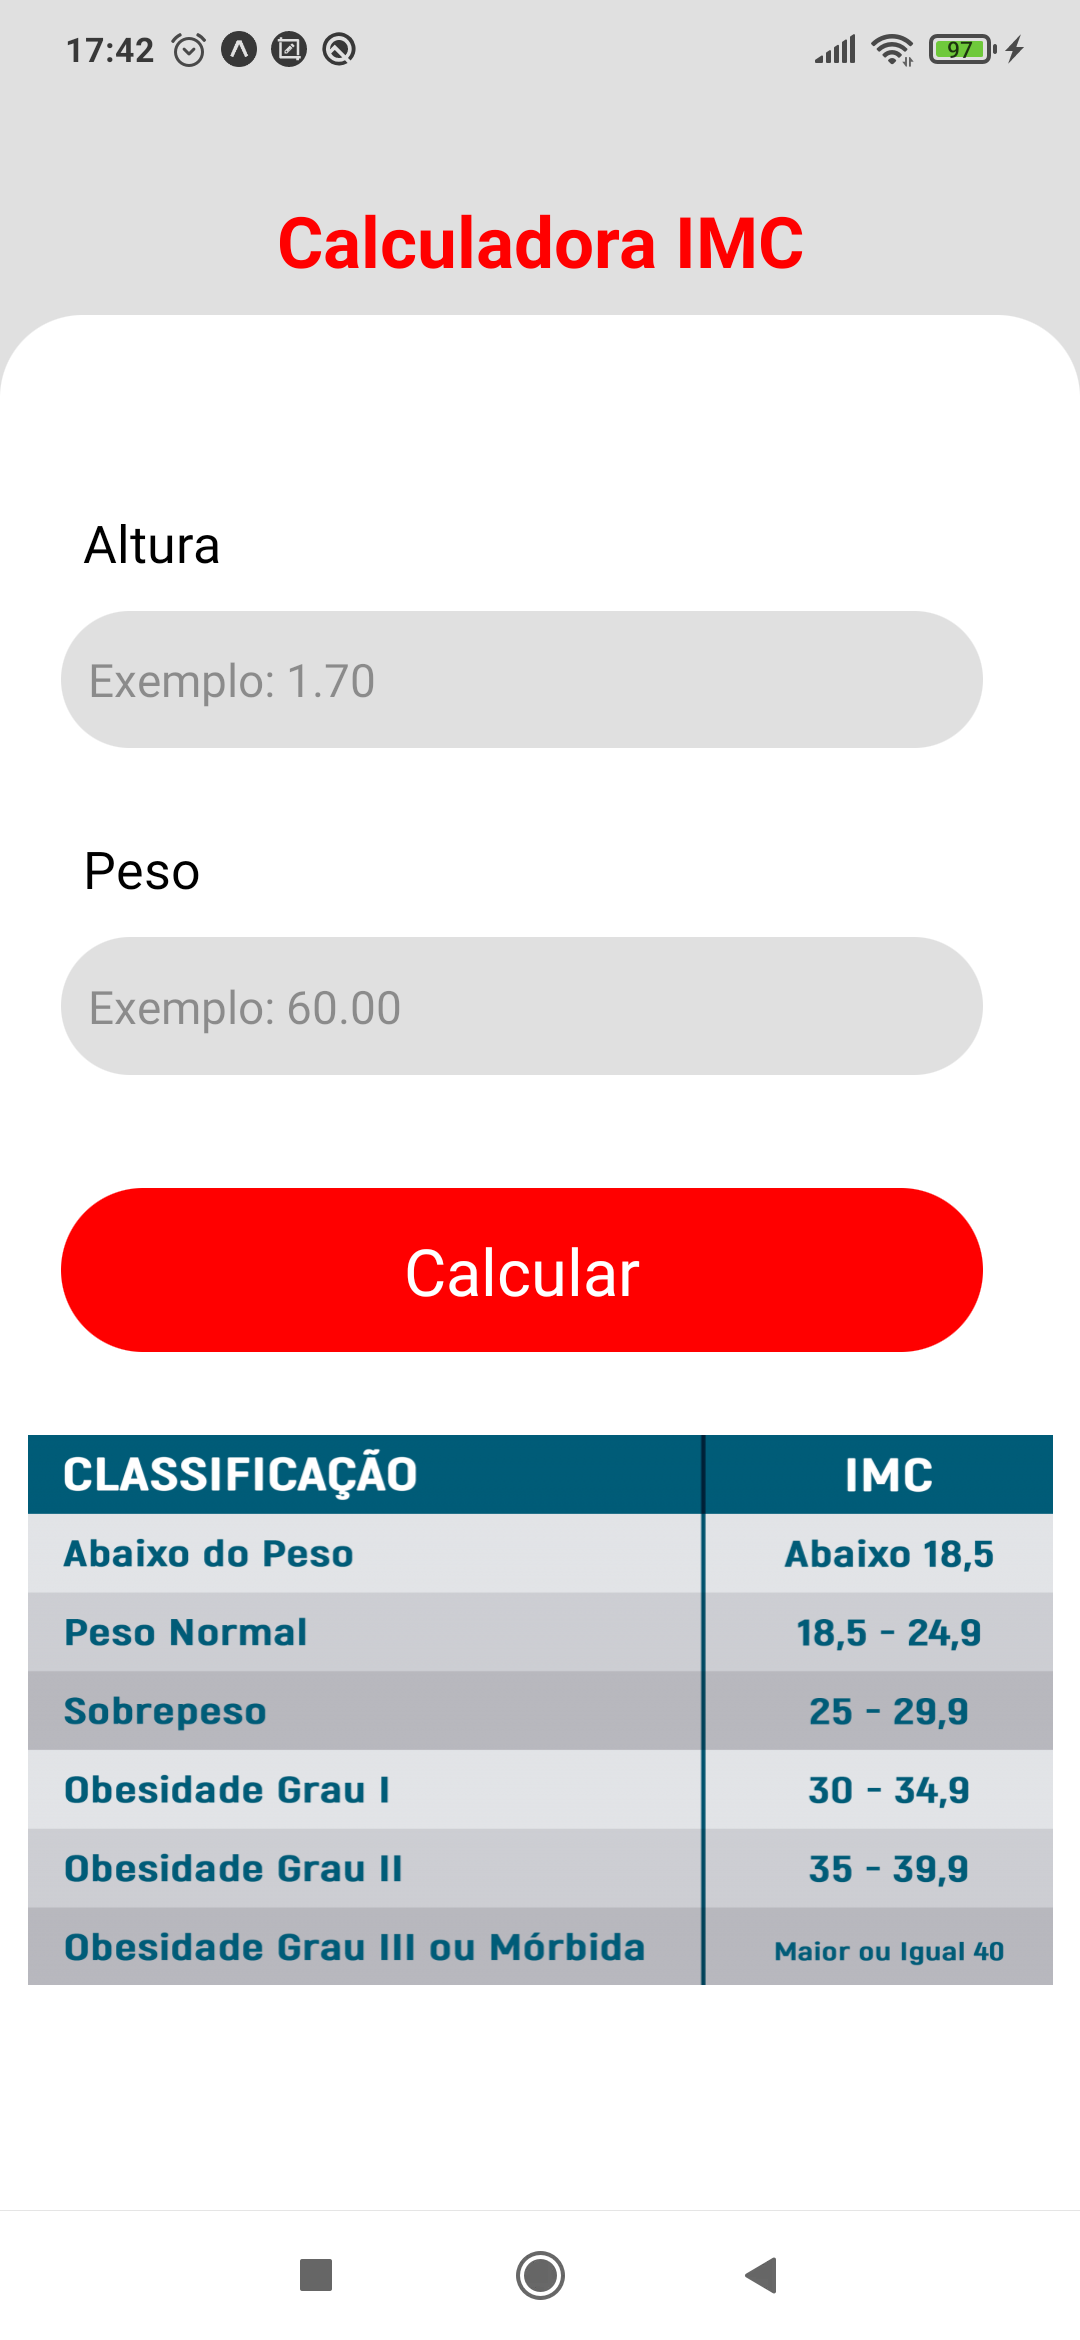 17:42
97
Calculadora IMC
Altura
Exemplo: 1.70
Peso
Exemplo: 60.00
Calcular
CLASSIFICAÇÃO IMC
Abaixo do Peso Abaixo 18,5
Peso Normal 18,5 - 24,9
Sobrepeso 25 - 29,9
Obesidade Grau I 30 - 34,9
Obesidade Grau II 35 - 39,9
Obesidade Grau III ou Mórbida Maior ou Igual 40